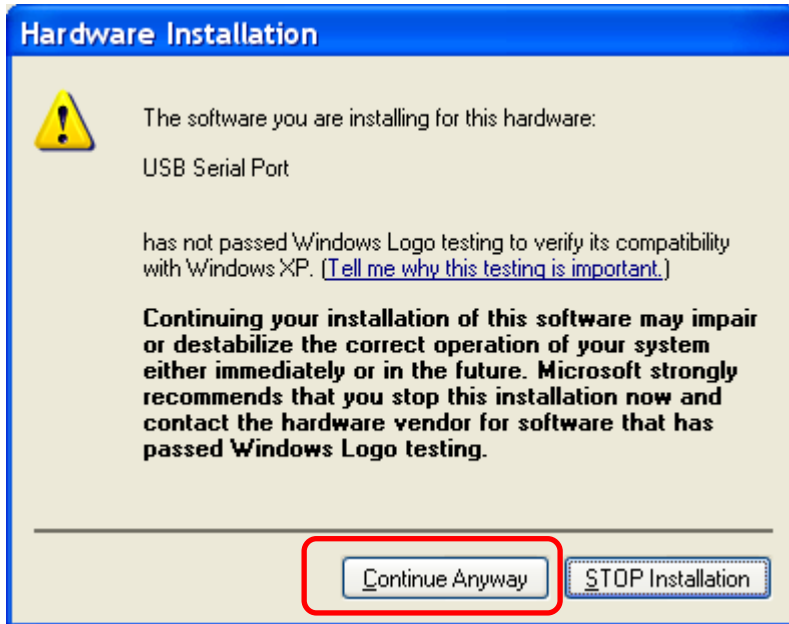 Hardware Installation
The software you are installing for this hardware:
USB Serial Port
has not passed Windows Logo testing to verify its compatibility
with Windows XP. (Tell me why this testing is important.)
Continuing your installation of this software may impair
or destabilize the correct operation of your system
either immediately or in the future. Microsoft strongly
recommends that you stop this installation now and
contact the hardware vendor for software that has
passed Windows Logo testing.
Continue Anyway STOP Installation